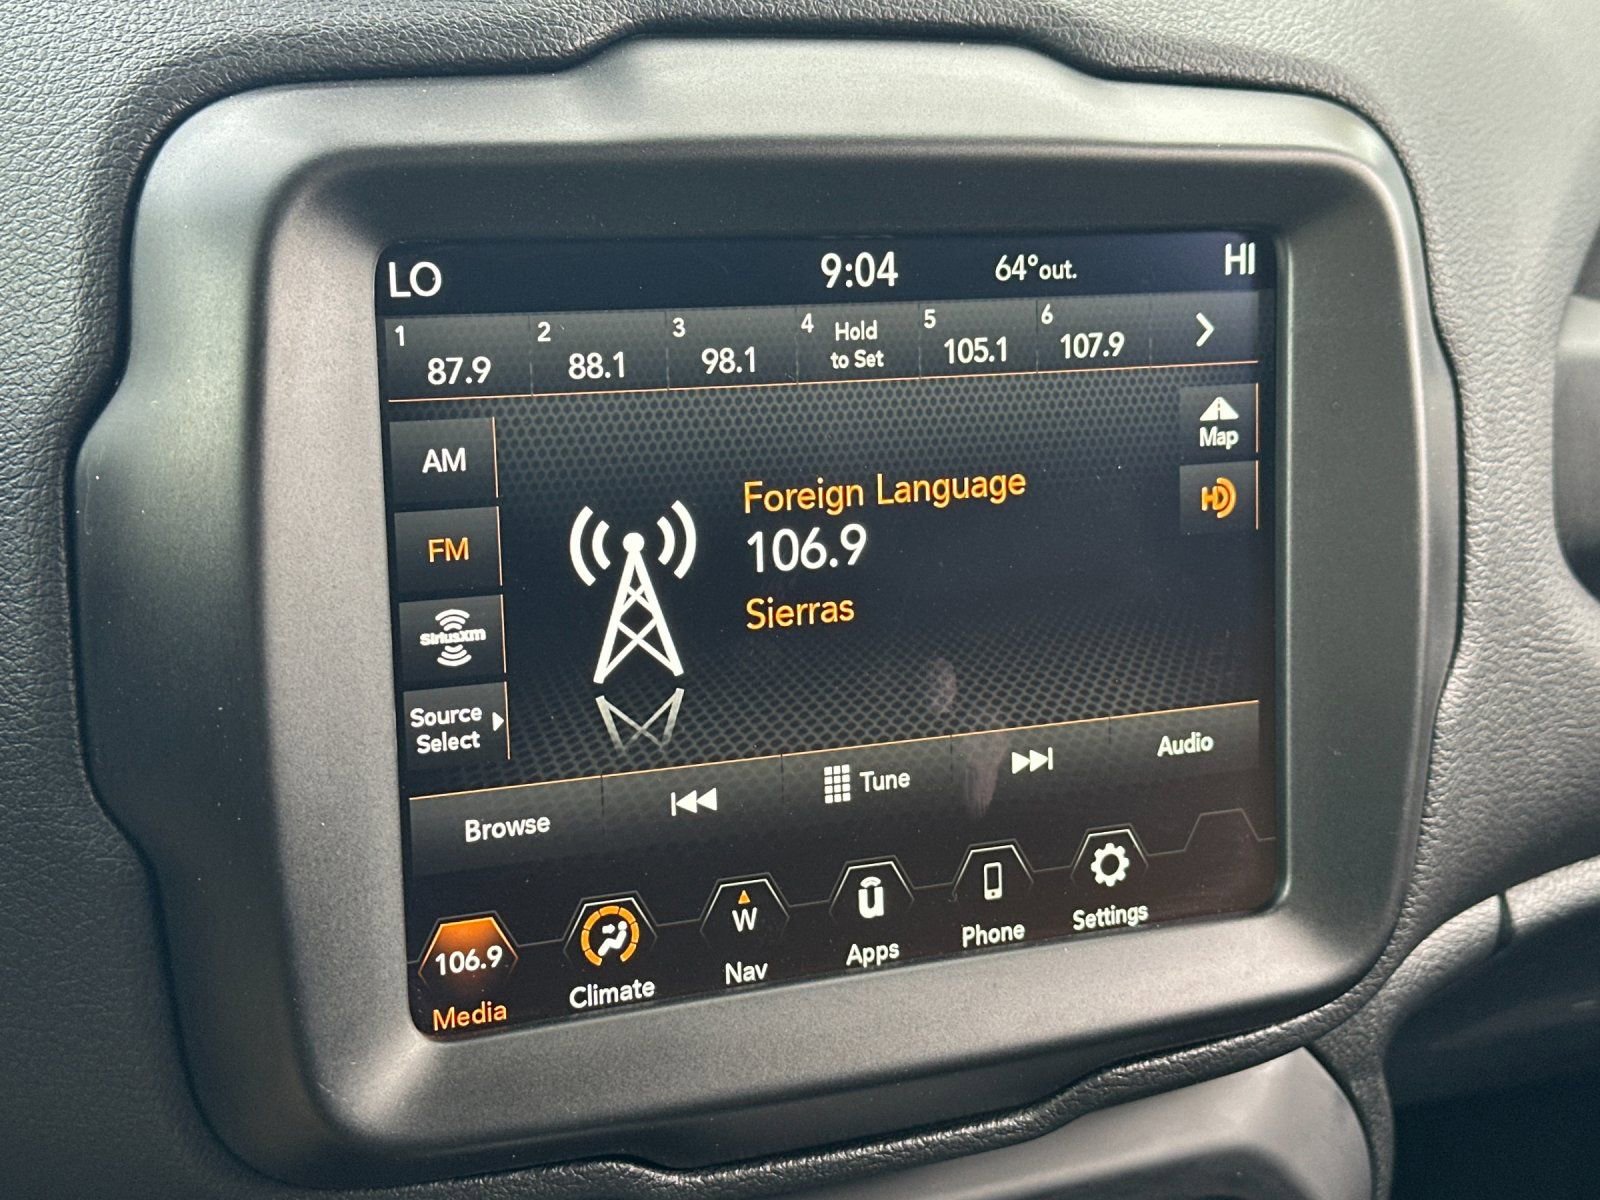 LO 9:04 64°out. HI
1 2 3 4 Hold 5 6
87.9 88.1 98.1 to Set 105.1 107.9
Map
AM
HD
Foreign Language
FM
106.9
SiriusXM
Sierras
Source
Select
Audio
Tune
Browse
W
u
106.9
Media
Climate
Nav
Apps
Phone
Settings